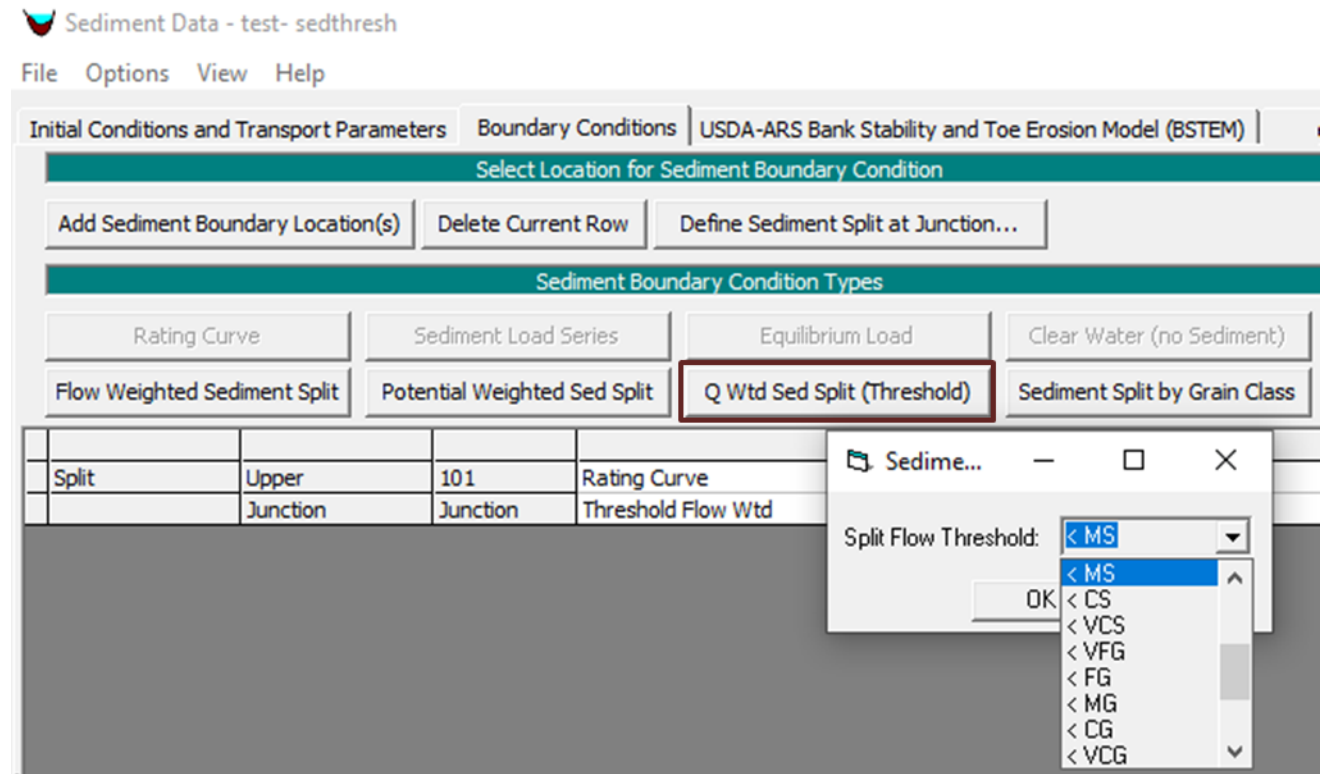 Sediment Data - test- sedthresh
File Options View Help
Initial Conditions and Transport Parameters Boundary Conditions USDA-ARS Bank Stability and Toe Erosion Model (BSTEM)
Select Location for Sediment Boundary Condition
Add Sediment Boundary Location(s) Delete Current Row Define Sediment Split at Junction...
Sediment Boundary Condition Types
Rating Curve Sediment Load Series Equilibrium Load Clear Water (no Sediment)
Flow Weighted Sediment Split Potential Weighted Sed Split Q Wtd Sed Split (Threshold) Sediment Split by Grain Class
Split Upper 101 Rating Curve
Junction Junction Threshold Flow Wtd
Sedime...
Split Flow Threshold: < MS
OK
< MS
< CS
< VCS
< VFG
< FG
< MG
< CG
< VCG